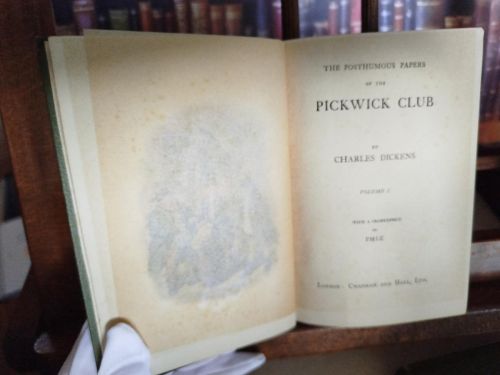 THE POSTHUMOUS PAPERS
OF THE
PICKWICK CLUB
BY
CHARLES DICKENS
VOLUME I
WITH A FRONTISPIECE
BY
PHIZ
LONDON: CHAPMAN AND HALL, LTD.